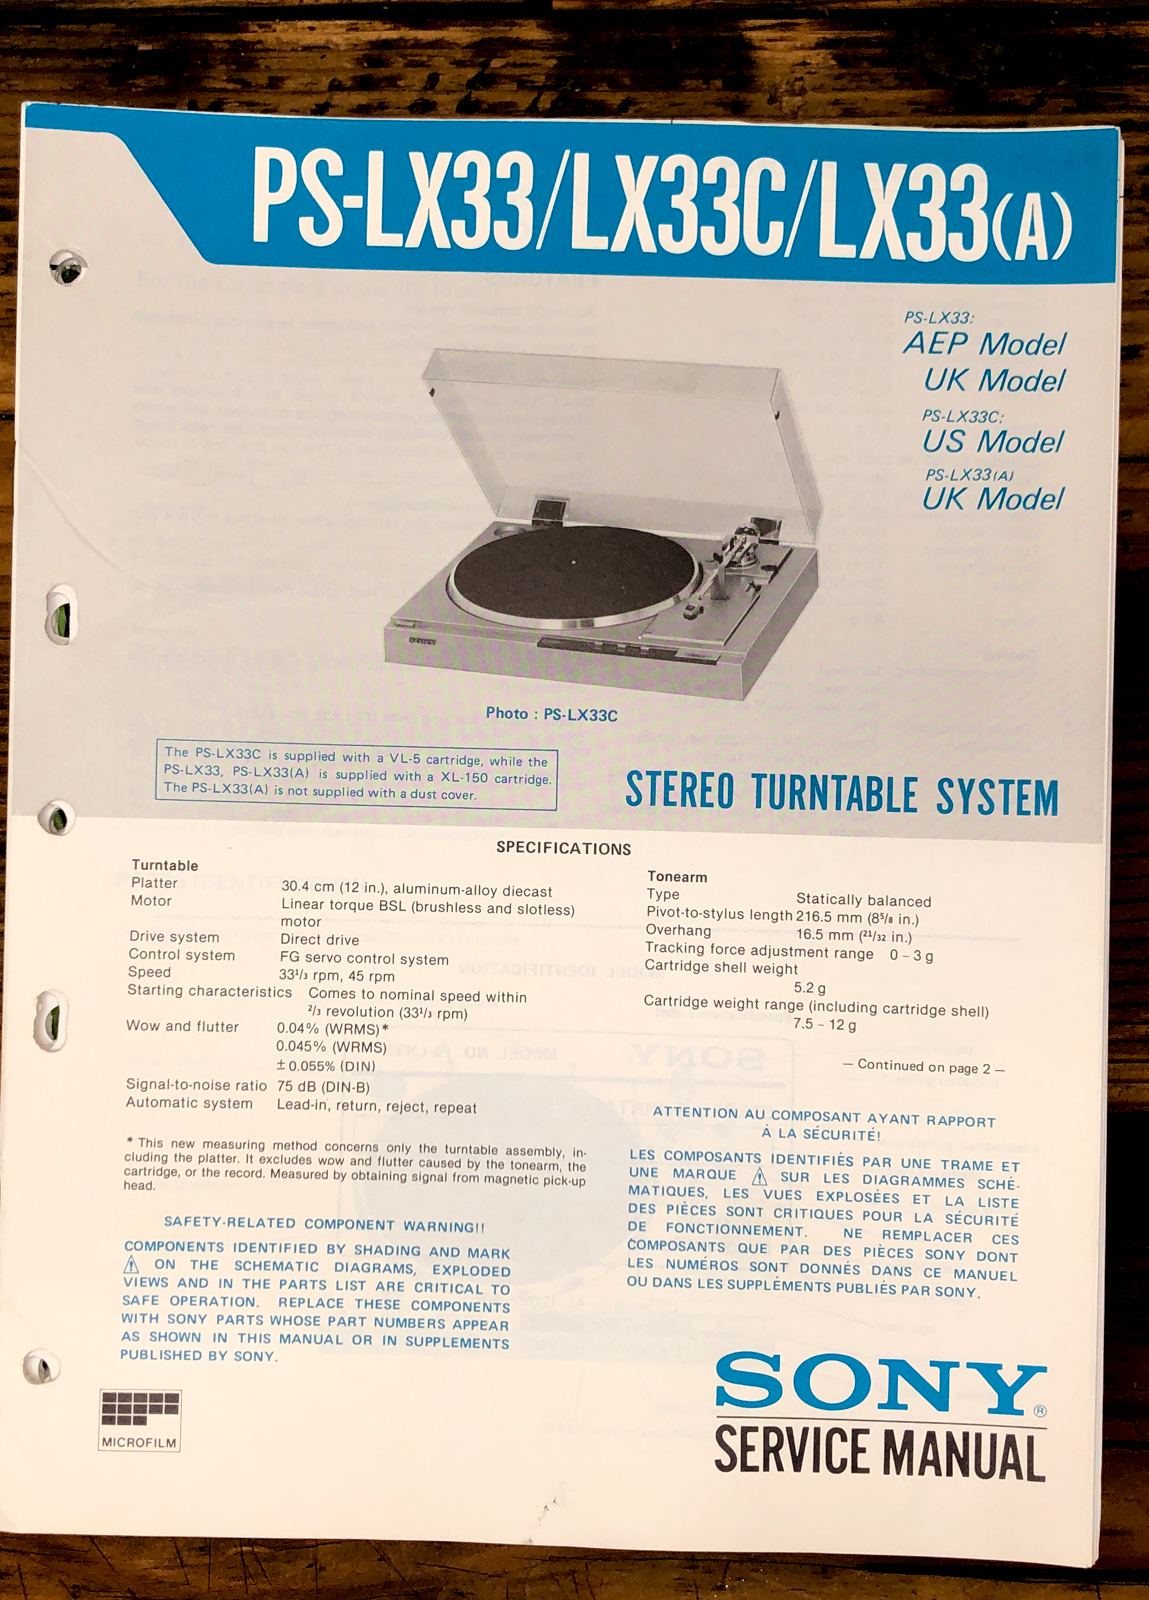 PS-LX33/LX33C/LX33(A)
PS-LX33:
AEP Model
UK Model
PS-LX33C:
US Model
PS-LX33(A)
UK Model
SONY
Photo : PS-LX33C
The PS-LX33C is supplied with a VL-5 cartridge, while the
PS-LX33, PS-LX33(A) is supplied with a XL-150 cartridge.
The PS-LX33(A) is not supplied with a dust cover.
STEREO TURNTABLE SYSTEM
SPECIFICATIONS
Turntable
Platter 30.4 cm (12 in.), aluminum-alloy diecast
Motor Linear torque BSL (brushless and slotless)
motor
Drive system Direct drive
Control system FG servo control system
Speed 33¹/₃ rpm, 45 rpm
Starting characteristics Comes to nominal speed within
²/₃ revolution (33¹/₃ rpm)
Wow and flutter 0.04% (WRMS)*
0.045% (WRMS)
±0.055% (DIN)
Signal-to-noise ratio 75 dB (DIN-B)
Automatic system Lead-in, return, reject, repeat
* This new measuring method concerns only the turntable assembly, in-
cluding the platter. It excludes wow and flutter caused by the tonearm, the
cartridge, or the record. Measured by obtaining signal from magnetic pick-up
head.
SAFETY-RELATED COMPONENT WARNING!!
COMPONENTS IDENTIFIED BY SHADING AND MARK
⚠ ON THE SCHEMATIC DIAGRAMS, EXPLODED
VIEWS AND IN THE PARTS LIST ARE CRITICAL TO
SAFE OPERATION. REPLACE THESE COMPONENTS
WITH SONY PARTS WHOSE PART NUMBERS APPEAR
AS SHOWN IN THIS MANUAL OR IN SUPPLEMENTS
PUBLISHED BY SONY.
MICROFILM
Tonearm
Type Statically balanced
Pivot-to-stylus length 216.5 mm (8⁵/₈ in.)
Overhang 16.5 mm (²¹/₃₂ in.)
Tracking force adjustment range 0 – 3 g
Cartridge shell weight
5.2 g
Cartridge weight range (including cartridge shell)
7.5 – 12 g
— Continued on page 2 —
ATTENTION AU COMPOSANT AYANT RAPPORT
À LA SÉCURITÉ!
LES COMPOSANTS IDENTIFIÉS PAR UNE TRAME ET
UNE MARQUE ⚠ SUR LES DIAGRAMMES SCHÉ-
MATIQUES, LES VUES EXPLOSÉES ET LA LISTE
DES PIÈCES SONT CRITIQUES POUR LA SÉCURITÉ
DE FONCTIONNEMENT. NE REMPLACER CES
COMPOSANTS QUE PAR DES PIÈCES SONY DONT
LES NUMÉROS SONT DONNÉS DANS CE MANUEL
OU DANS LES SUPPLÉMENTS PUBLIÉS PAR SONY.
SONY®
SERVICE MANUAL